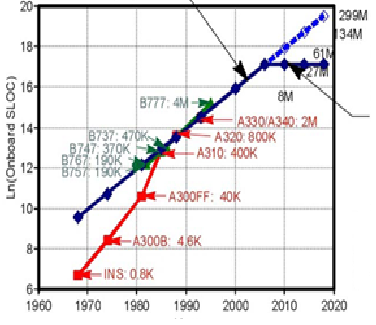 20
18
16
14
12
10
8
6
Ln(Onboard SLOC)
299M
134M
61M
27M
8M
B777: 4M
A330/A340: 2M
B737: 470K
A320: 800K
B747: 370K
A310: 400K
B767: 190K
B757: 190K
A300FF: 40K
A300B: 4.6K
INS: 0.8K
1960 1970 1980 1990 2000 2010 2020